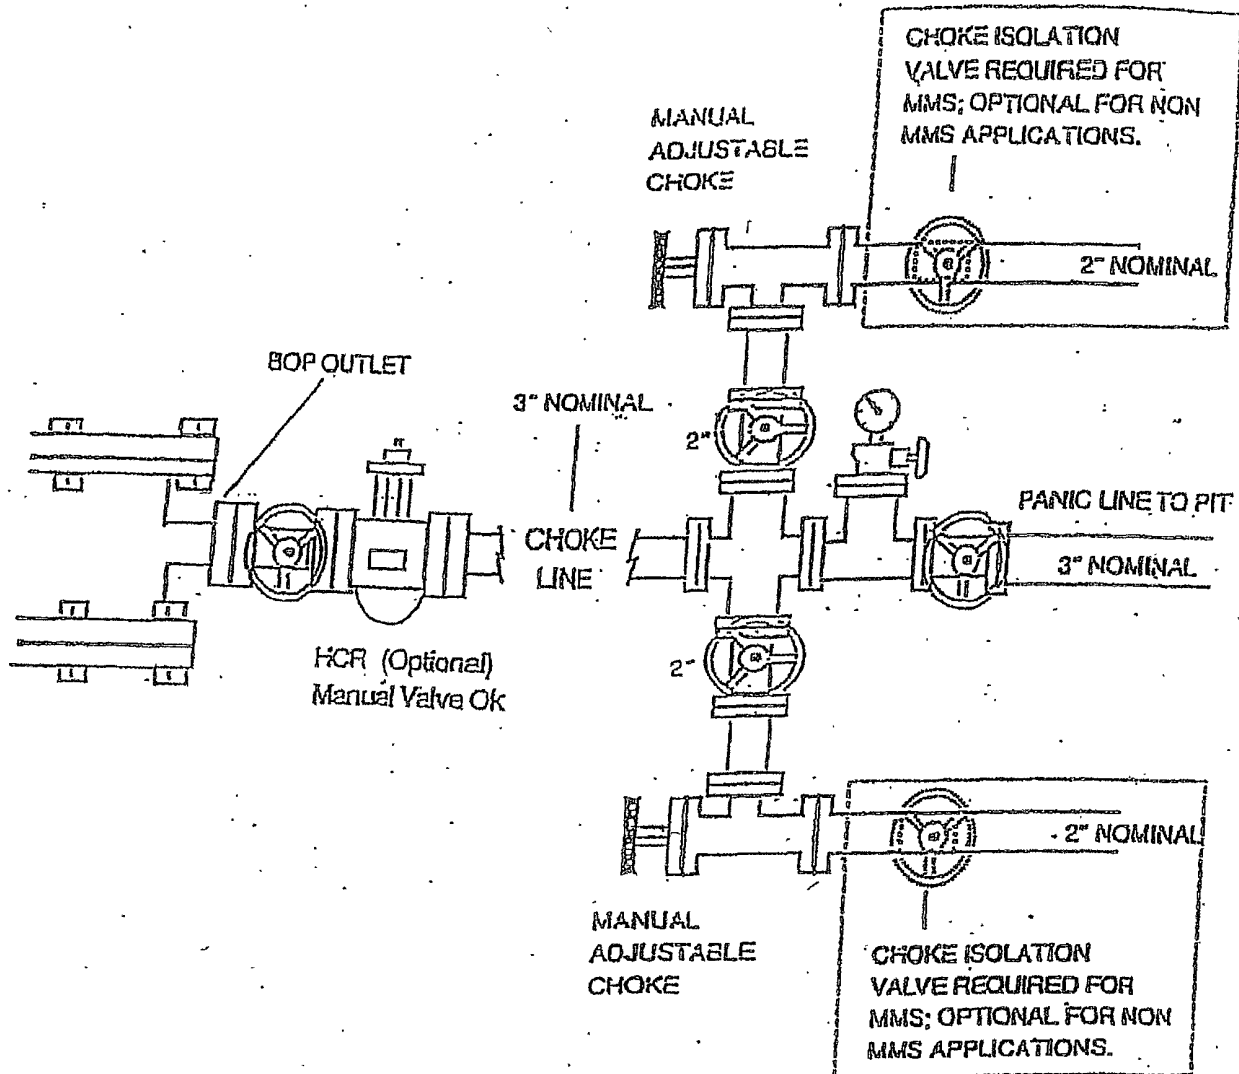 CHOKE ISOLATION
VALVE REQUIRED FOR
MMS; OPTIONAL FOR NON
MMS APPLICATIONS.
MANUAL
ADJUSTABLE
CHOKE
2" NOMINAL
BOP OUTLET
3" NOMINAL
2"
PANIC LINE TO PIT
CHOKE
LINE
3" NOMINAL
HCR (Optional)
Manual Valve Ok
2"
2" NOMINAL
MANUAL
ADJUSTABLE
CHOKE
CHOKE ISOLATION
VALVE REQUIRED FOR
MMS; OPTIONAL FOR NON
MMS APPLICATIONS.